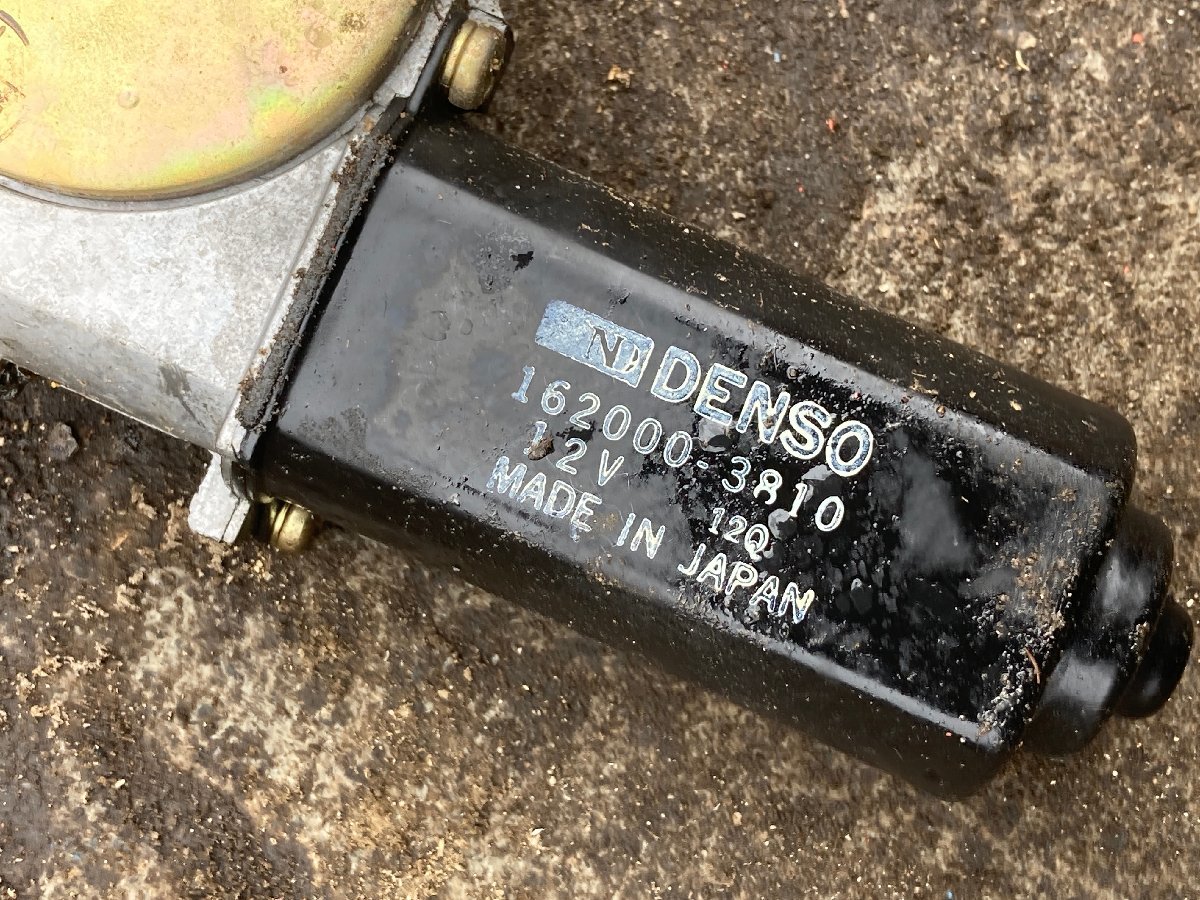 ND DENSO
162000-3810
12V
12Q
MADE IN JAPAN